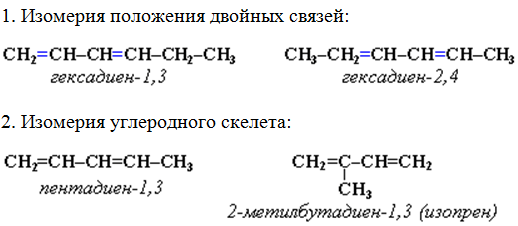 1. Изомерия положения двойных связей:
CH₂=CH–CH=CH–CH₂–CH₃ CH₃–CH₂=CH–CH=CH–CH₃
гексадиен-1,3 гексадиен-2,4
2. Изомерия углеродного скелета:
CH₂=CH–CH=CH–CH₃ CH₂=C–CH=CH₂
CH₃
пентадиен-1,3
2-метилбутадиен-1,3 (изопрен)